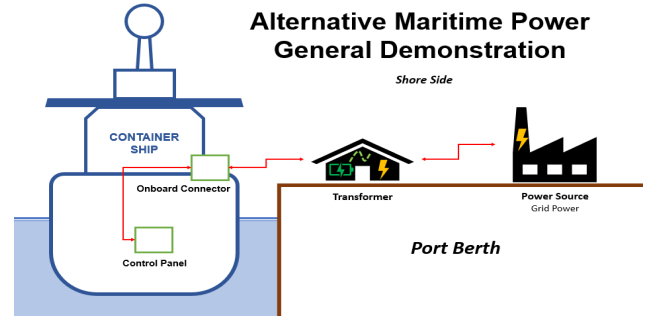 Alternative Maritime Power
General Demonstration
Shore Side
CONTAINER
SHIP
Onboard Connector
Control Panel
Transformer
Power Source
Grid Power
Port Berth